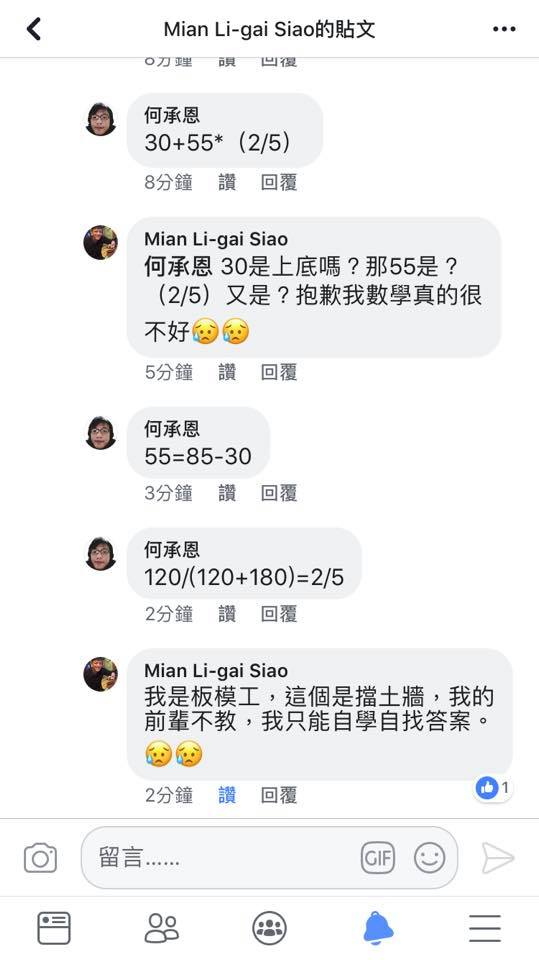 Mian Li-gai Siao的貼文
8分鐘 讚 回覆
何承恩
30+55*（2/5）
8分鐘 讚 回覆
Mian Li-gai Siao
何承恩 30是上底嗎？那55是？
（2/5）又是？抱歉我數學真的很
不好😥😥
5分鐘 讚 回覆
何承恩
55=85-30
3分鐘 讚 回覆
何承恩
120/(120+180)=2/5
2分鐘 讚 回覆
Mian Li-gai Siao
我是板模工，這個是擋土牆，我的
前輩不教，我只能自學自找答案。
😥😥
2分鐘 讚 回覆
1
留言......
GIF